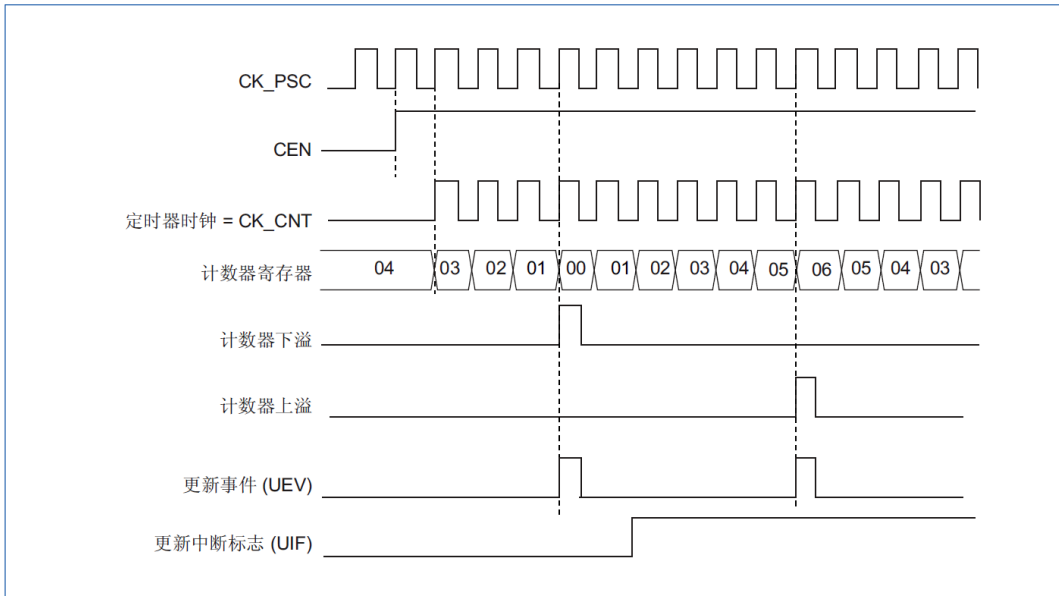 CK_PSC
CEN
定时器时钟 = CK_CNT
计数器寄存器 04 03 02 01 00 01 02 03 04 05 06 05 04 03
计数器下溢
计数器上溢
更新事件 (UEV)
更新中断标志 (UIF)